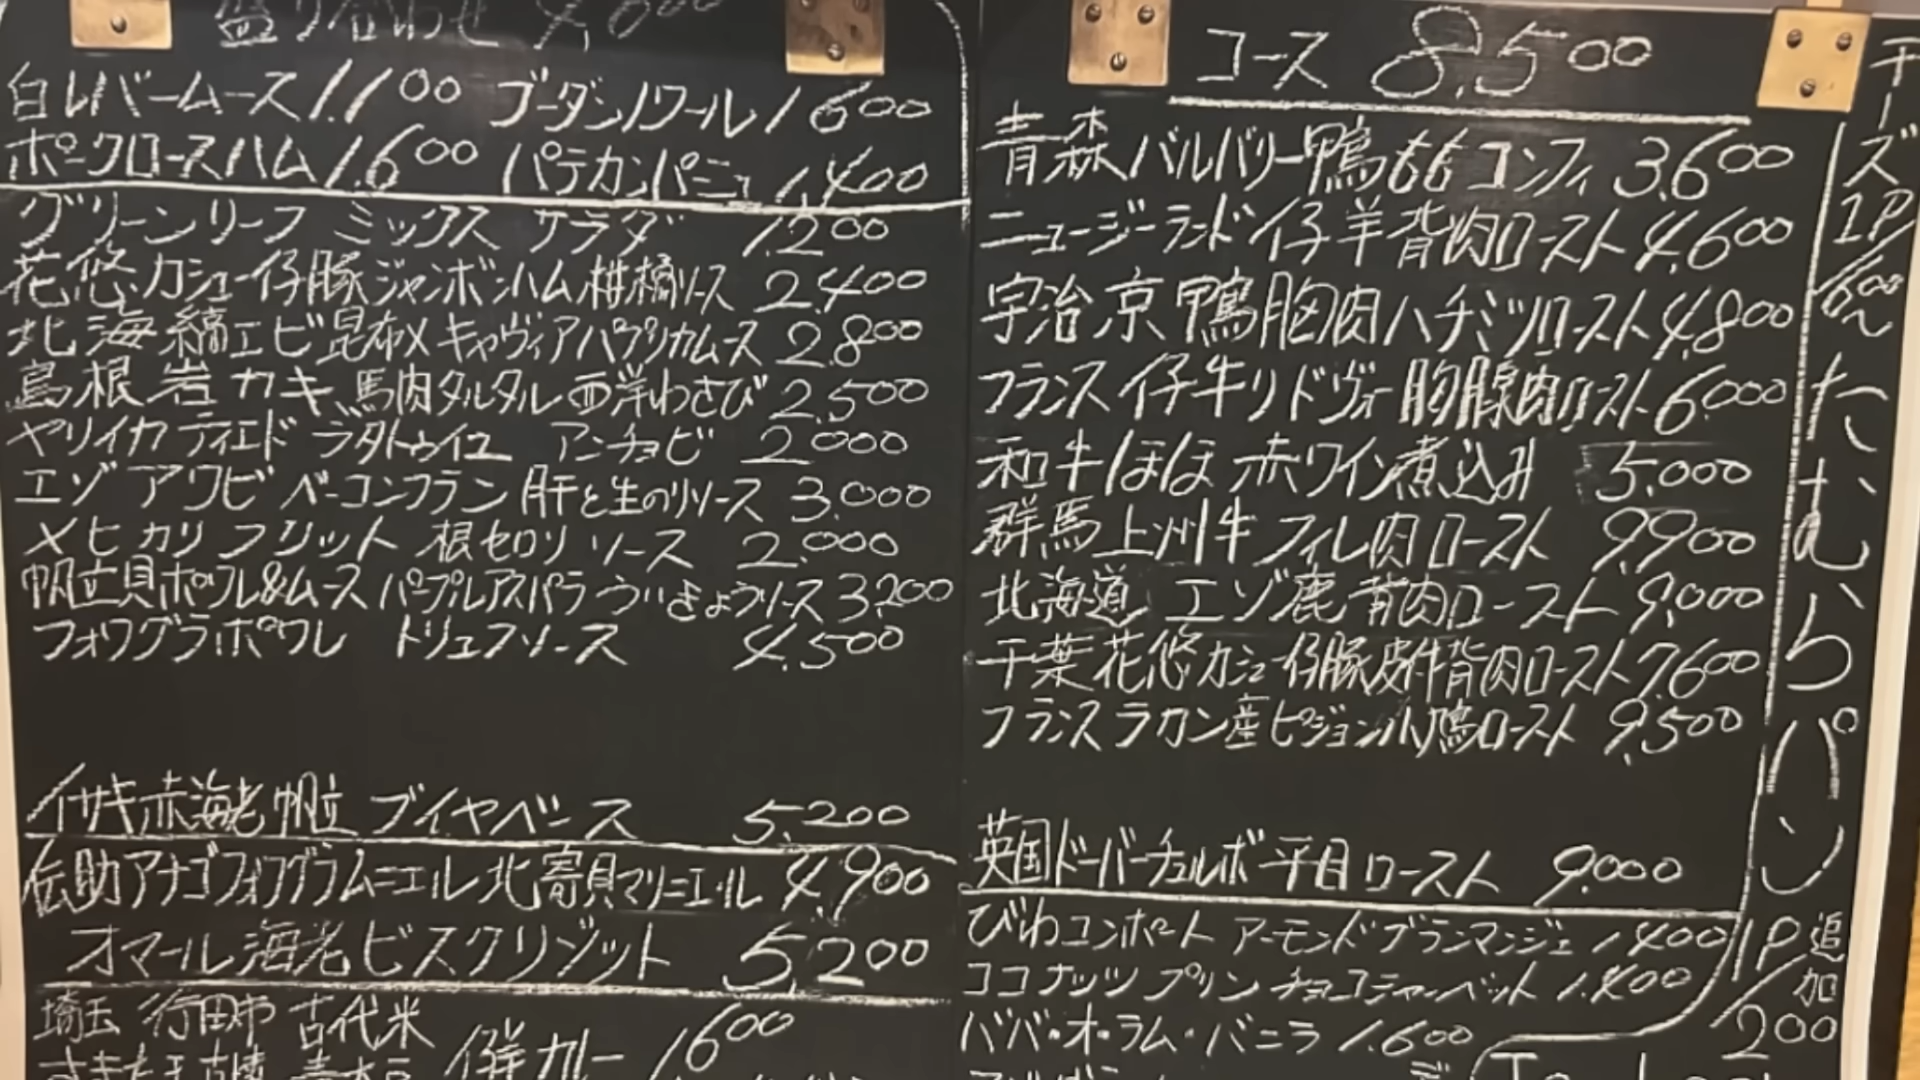 盛り合わせ 4,000
白レバームース 1.100 ブーダンノワール 1600
ポークロースハム 1.600 パテカンパーニュ 1.400
グリーンリーフ ミックス サラダ 1.200
花悠カシュー仔豚ジャンボンハム柑橘ソース 2.400
北海縞エビ昆布〆 キャヴィアパプリカムース 2.800
島根岩カキ、馬肉タルタル西洋わさび 2.500
ヤリイカ ティエド ラタトゥイユ アンチョビ 2.000
エゾアワビ ベーコンフラン 肝と生のりソース 3.000
メヒカリフリット 根セロリソース 2.000
帆立貝ポワレ&ムース パープルアスパラ ういきょうソース 3.200
フォワグラポワレ トリュフソース 4.500
イサキ赤海老帆立 ブイヤベース 5.200
伝助アナゴフォワグラムニエル北寄貝マリニエール 4.900
オマール海老ビスクリゾット 5.200
埼玉 行田市 古代米
仔羊カレー 1600
コース 8.500
青森バルバリー鴨ももコンフィ 3.600
ニュージーランド仔羊背肉ロースト 4.600
宇治京鴨胸肉ハチミツロースト 4.800
フランス仔牛リドヴォー胸腺肉ロースト 6.000
和牛ほほ赤ワイン煮込み 5.000
群馬上州牛フィレ肉ロースト 9.900
北海道 エゾ鹿背肉ロースト 9.000
千葉花悠カシュー仔豚皮付背肉ロースト 7.600
フランスラカン産ピジョン小鳩ロースト 9.500
英国ドーバーチュルボ平目ロースト 9.000
びわコンポート アーモンドブランマンジェ 1400
ココナッツプリン チョコシャーベット 1.400
ババ・オ・ラム・バニラ 1.600
チーズ1P 600〜
たむらパン
1P追加
200